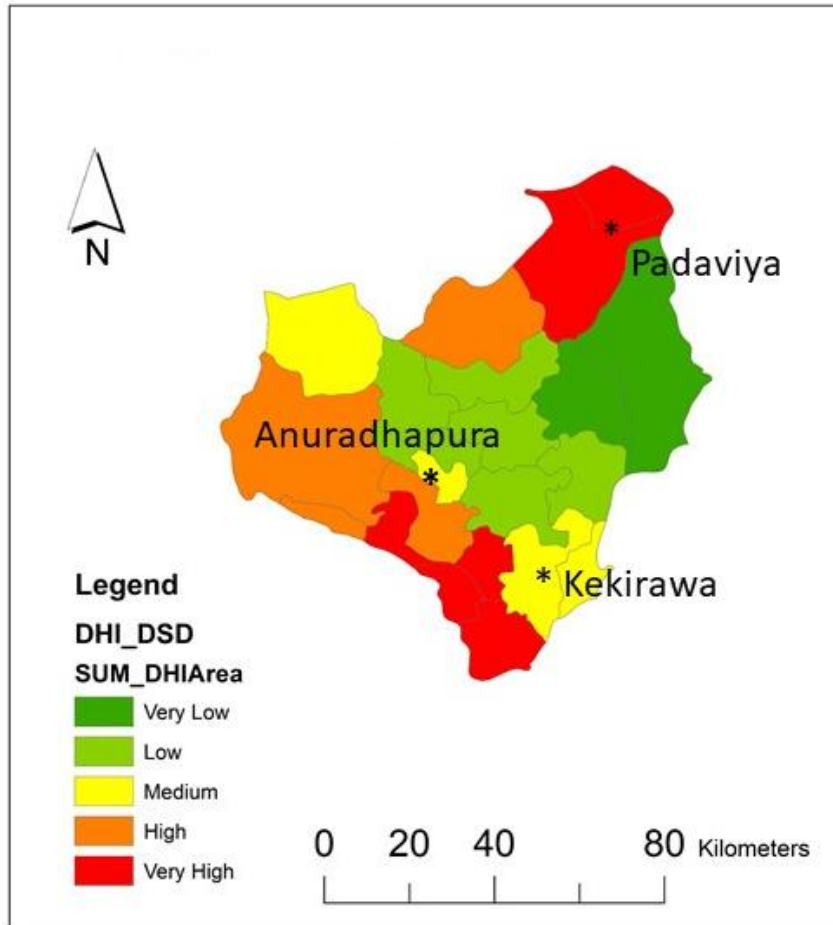 N
Padaviya
Anuradhapura
*
*
*
Kekirawa
Legend
DHI_DSD
SUM_DHIArea
Very Low
Low
Medium
High
Very High
0 20 40 80 Kilometers